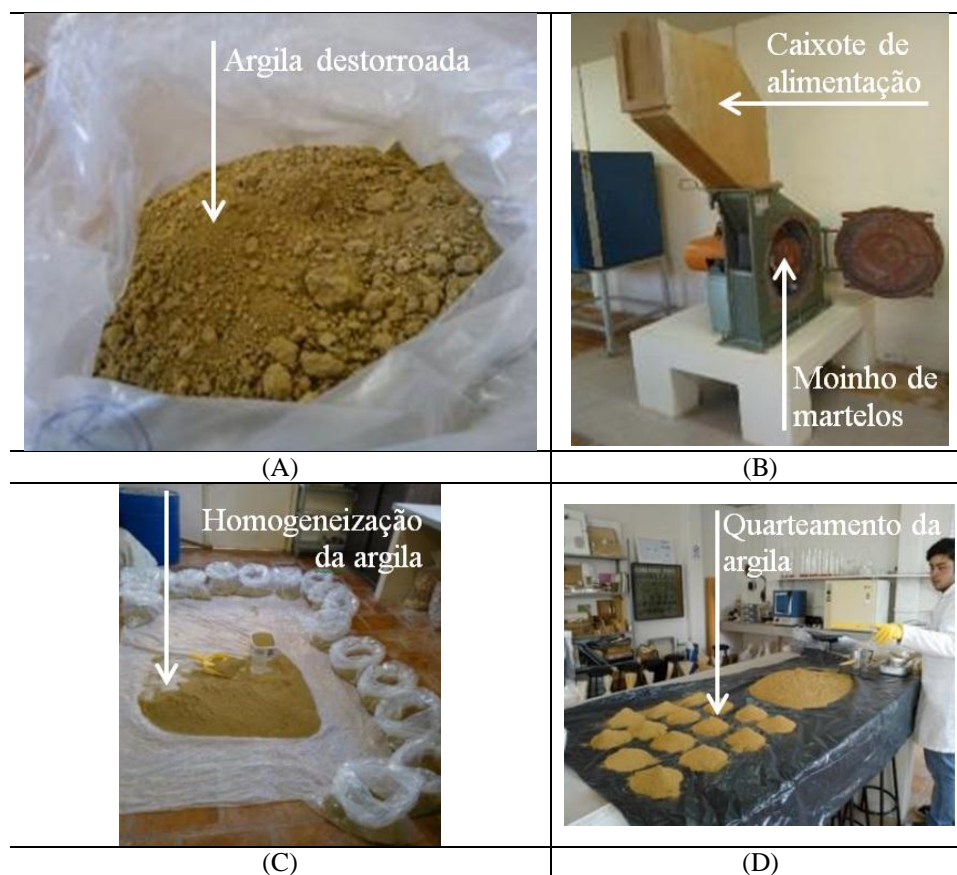 Argila destorroada
Caixote de
alimentação
Moinho de
martelos
(A)
(B)
Homogeneização
da argila
Quarteamento da
argila
(C)
(D)